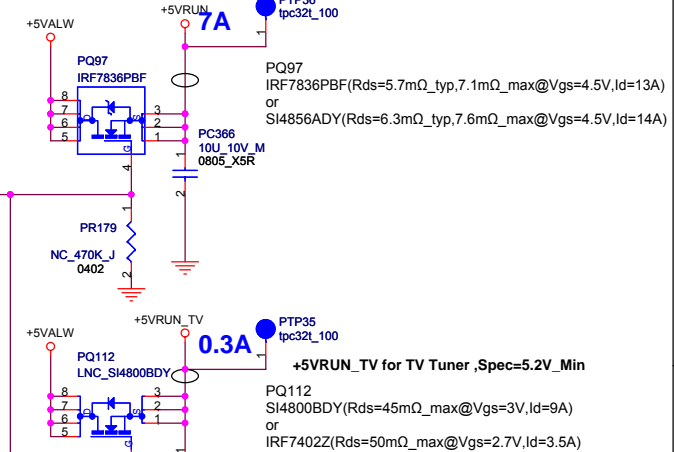 +5VALW
+5VRUN
7A
tpc32t_100
1
PQ97
IRF7836PBF
8
7
6
5
D
S
G
3
2
1
4
PQ97
IRF7836PBF(Rds=5.7mΩ_typ,7.1mΩ_max@Vgs=4.5V,Id=13A)
or
SI4856ADY(Rds=6.3mΩ_typ,7.6mΩ_max@Vgs=4.5V,Id=14A)
PC366
10U_10V_M
0805_X5R
1
2
PR179
NC_470K_J
0402
1
2
+5VALW
+5VRUN_TV
0.3A
PTP35
tpc32t_100
1
PQ112
LNC_SI4800BDY
8
7
6
5
D
S
G
3
2
1
1
+5VRUN_TV for TV Tuner ,Spec=5.2V_Min
PQ112
SI4800BDY(Rds=45mΩ_max@Vgs=3V,Id=9A)
or
IRF7402Z(Rds=50mΩ_max@Vgs=2.7V,Id=3.5A)